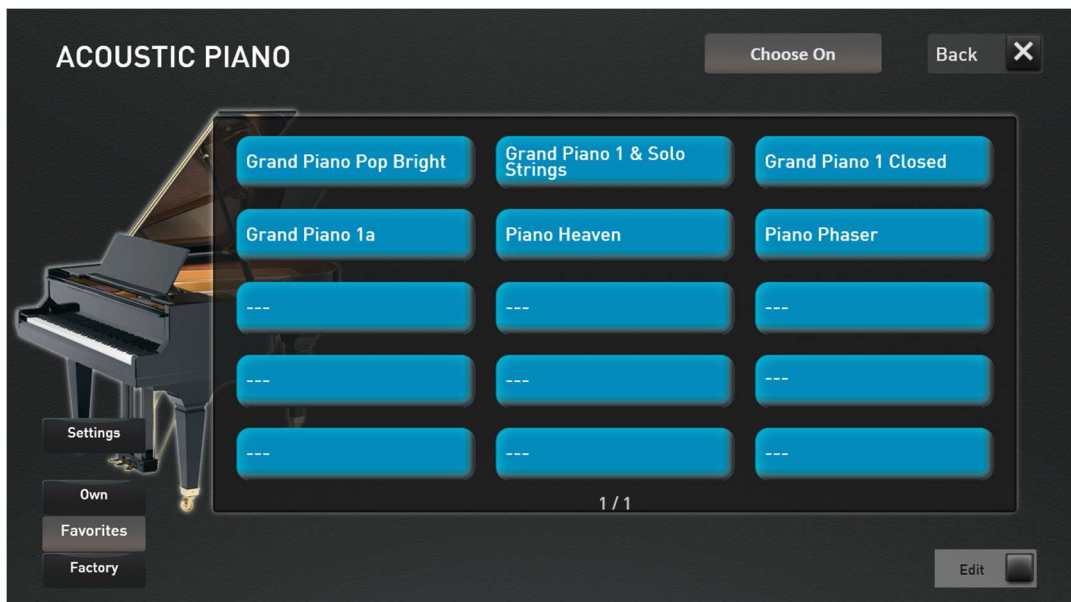 ACOUSTIC PIANO
Choose On
Back
Grand Piano Pop Bright
Grand Piano 1 & Solo
Strings
Grand Piano 1 Closed
Grand Piano 1a
Piano Heaven
Piano Phaser
---
---
---
---
---
---
---
---
---
1 / 1
Settings
Own
Favorites
Factory
Edit